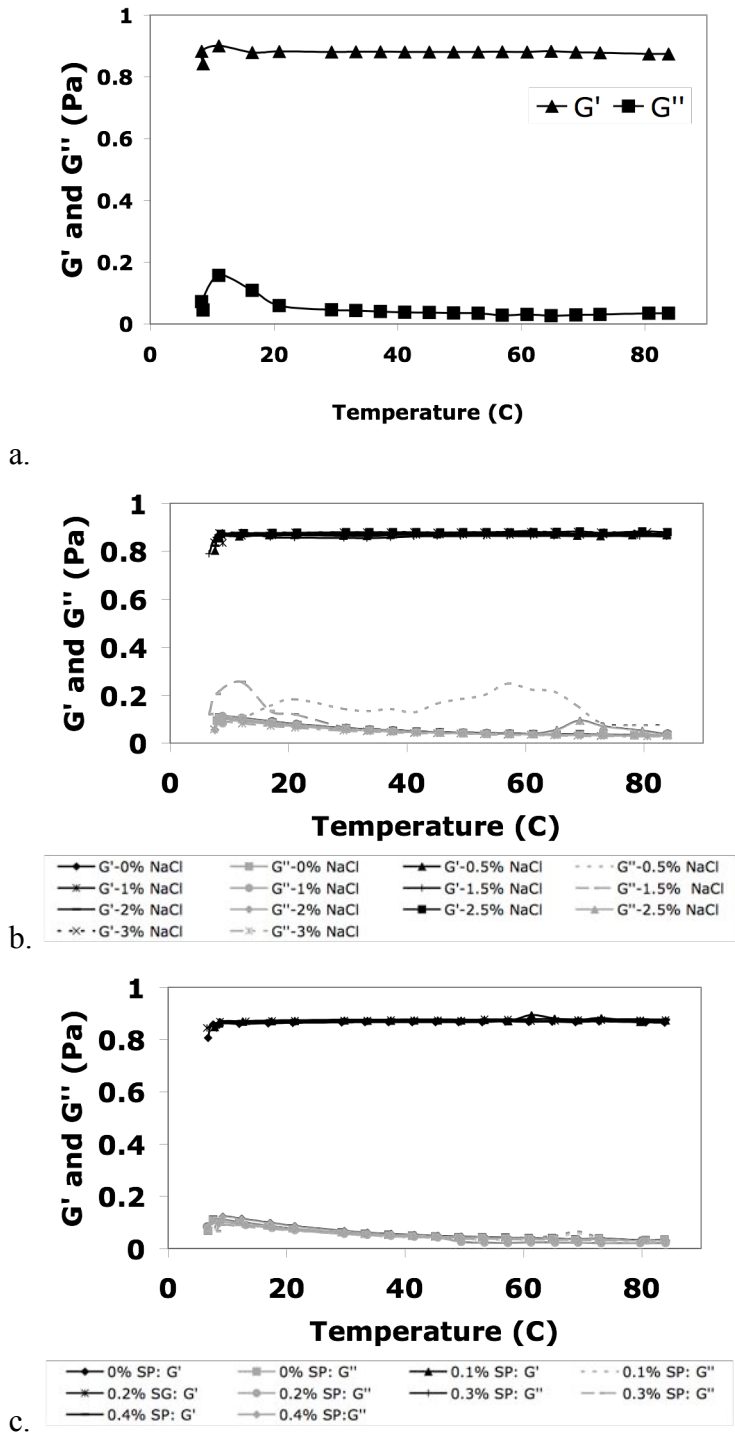 1
0.8
0.6
0.4
0.2
0
G' and G'' (Pa)
G' G''
0 20 40 60 80
Temperature (C)
a.
1
0.8
0.6
0.4
0.2
0
G' and G'' (Pa)
0 20 40 60 80
Temperature (C)
G'-0% NaCl G''-0% NaCl G'-0.5% NaCl G''-0.5% NaCl
G'-1% NaCl G''-1% NaCl G'-1.5% NaCl G''-1.5% NaCl
G'-2% NaCl G''-2% NaCl G'-2.5% NaCl G''-2.5% NaCl
G'-3% NaCl G''-3% NaCl
b.
1
0.8
0.6
0.4
0.2
0
G' and G'' (Pa)
0 20 40 60 80
Temperature (C)
0% SP: G' 0% SP: G'' 0.1% SP: G' 0.1% SP: G''
0.2% SG: G' 0.2% SP: G'' 0.3% SP: G'' 0.3% SP: G''
0.4% SP: G' 0.4% SP:G''
c.